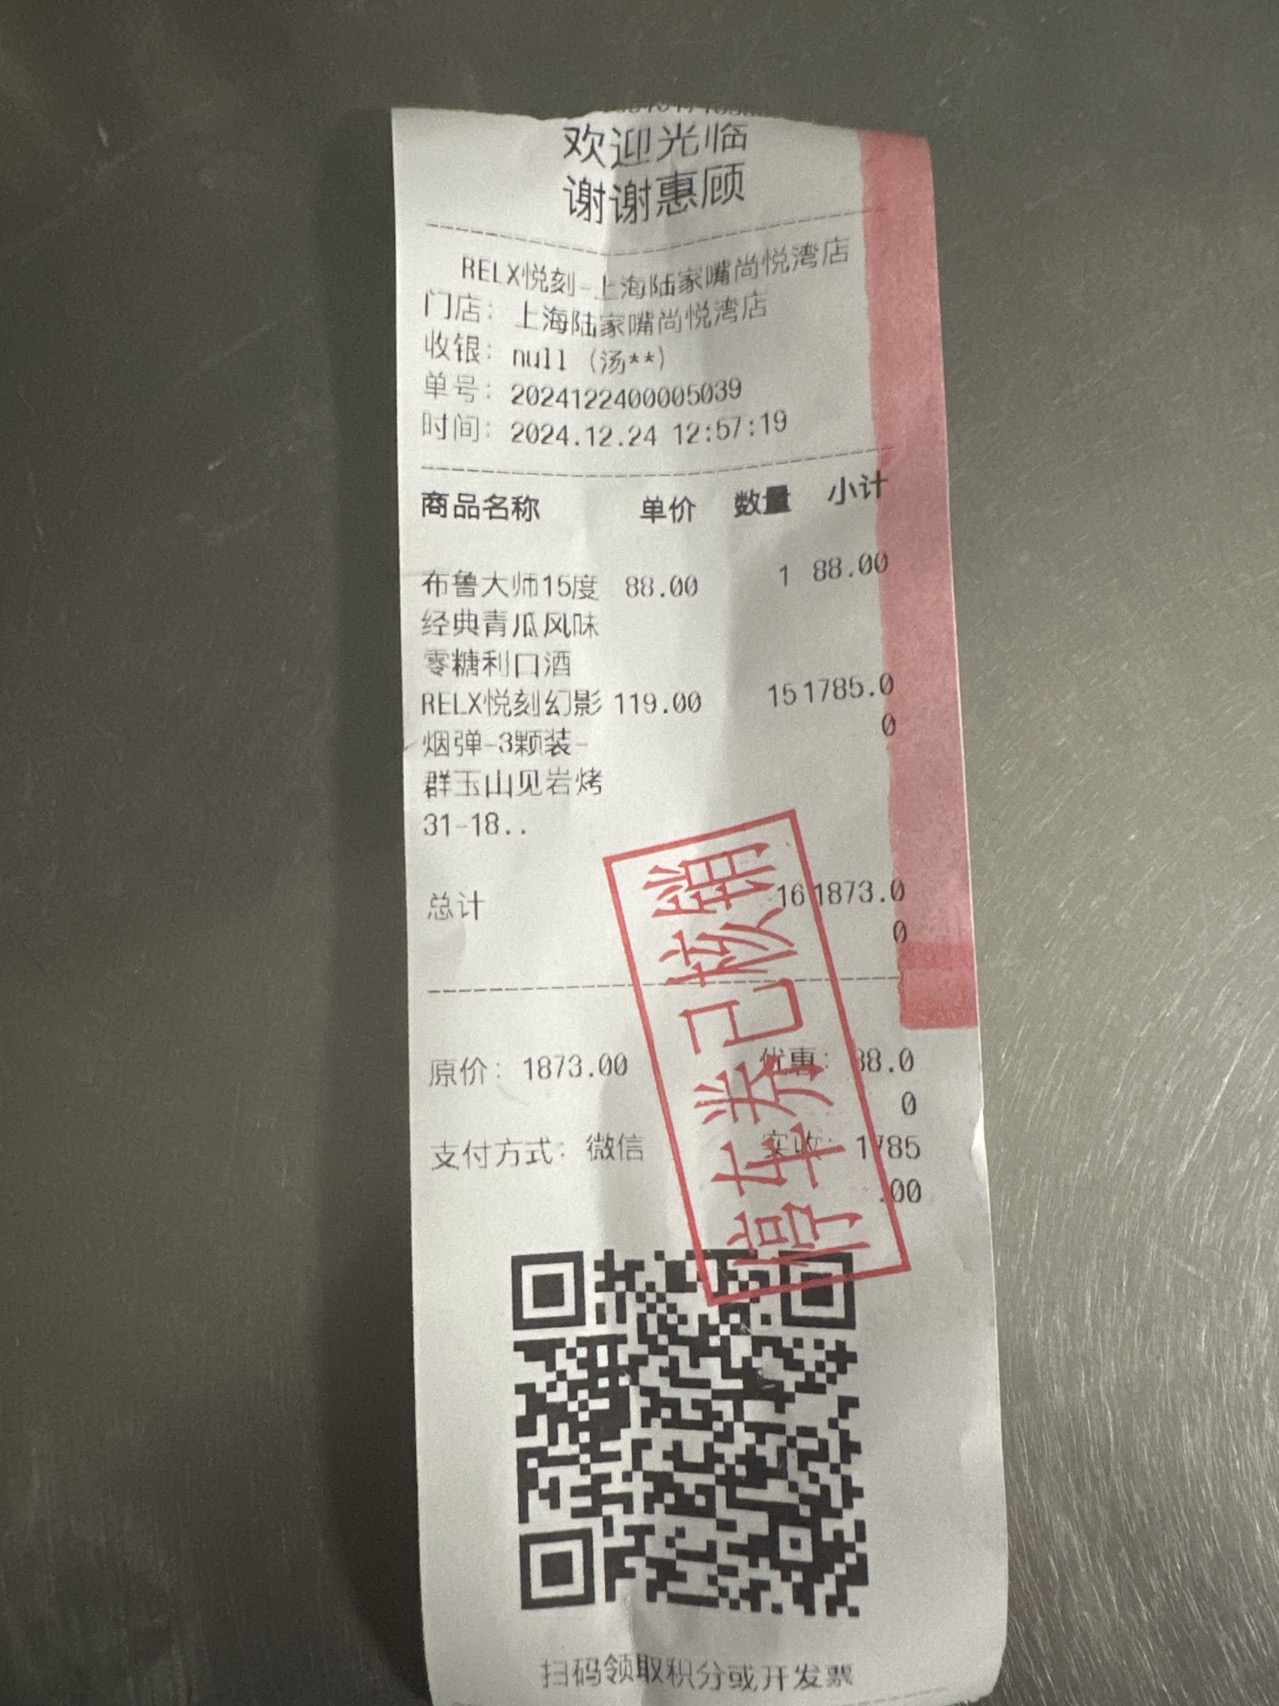 欢迎光临
谢谢惠顾
RELX悦刻-上海陆家嘴尚悦湾店
门店: 上海陆家嘴尚悦湾店
收银: null (汤**)
单号: 2024122400005039
时间: 2024.12.24 12:57:19
商品名称 单价 数量 小计
布鲁大师15度 88.00 1 88.00
经典青瓜风味
零糖利口酒
RELX悦刻幻影 119.00 15 1785.0
烟弹-3颗装- 0
群玉山见岩烤
31-18..
总计 16 1873.0
0
原价: 1873.00 优惠: 88.0
0
支付方式: 微信 实收: 1785
.00
停车券已核销
扫码领取积分或开发票